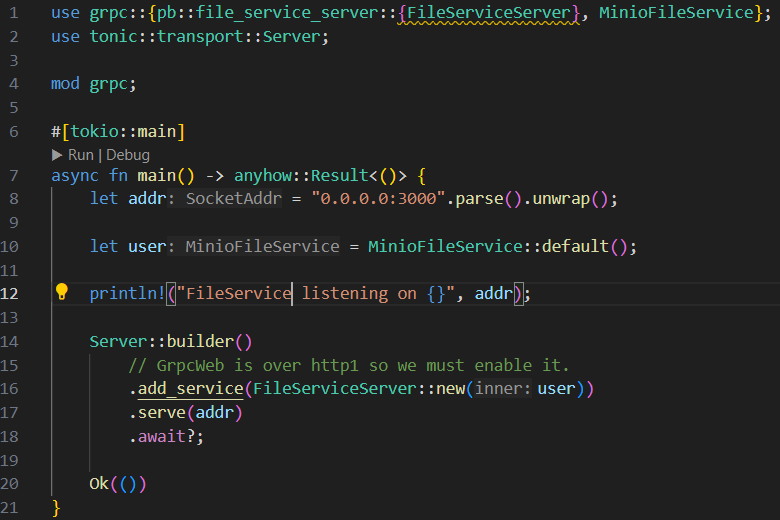 1 use grpc::{pb::file_service_server::{FileServiceServer}, MinioFileService};
2 use tonic::transport::Server;
3
4 mod grpc;
5
6 #[tokio::main]
▶ Run | Debug
7 async fn main() -> anyhow::Result<()> {
8 let addr: SocketAddr = "0.0.0.0:3000".parse().unwrap();
9
10 let user: MinioFileService = MinioFileService::default();
11
12 println!("FileService listening on {}", addr);
13
14 Server::builder()
15 // GrpcWeb is over http1 so we must enable it.
16 .add_service(FileServiceServer::new(inner: user))
17 .serve(addr)
18 .await?;
19
20 Ok(())
21 }